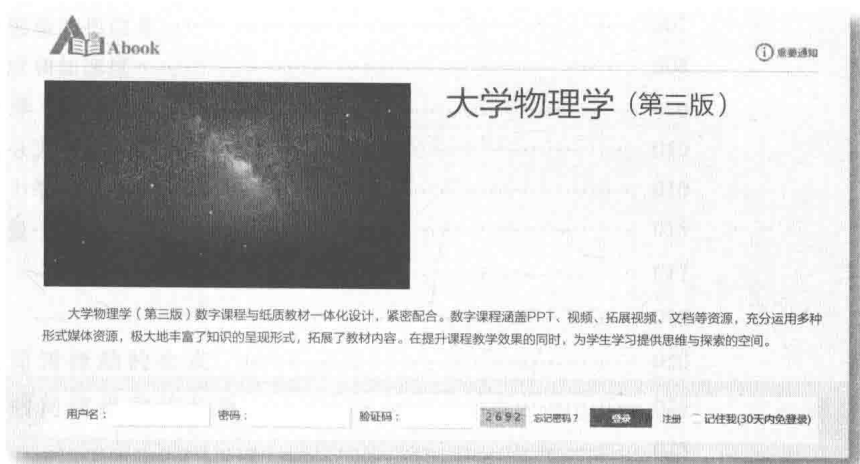 Abook
重要通知
大学物理学（第三版）
大学物理学（第三版）数字课程与纸质教材一体化设计，紧密配合。数字课程涵盖PPT、视频、拓展视频、文档等资源，充分运用多种
形式媒体资源，极大地丰富了知识的呈现形式，拓展了教材内容。在提升课程教学效果的同时，为学生学习提供思维与探索的空间。
用户名： 密码： 验证码： 2692 忘记密码？ 登录 注册 记住我(30天内免登录)